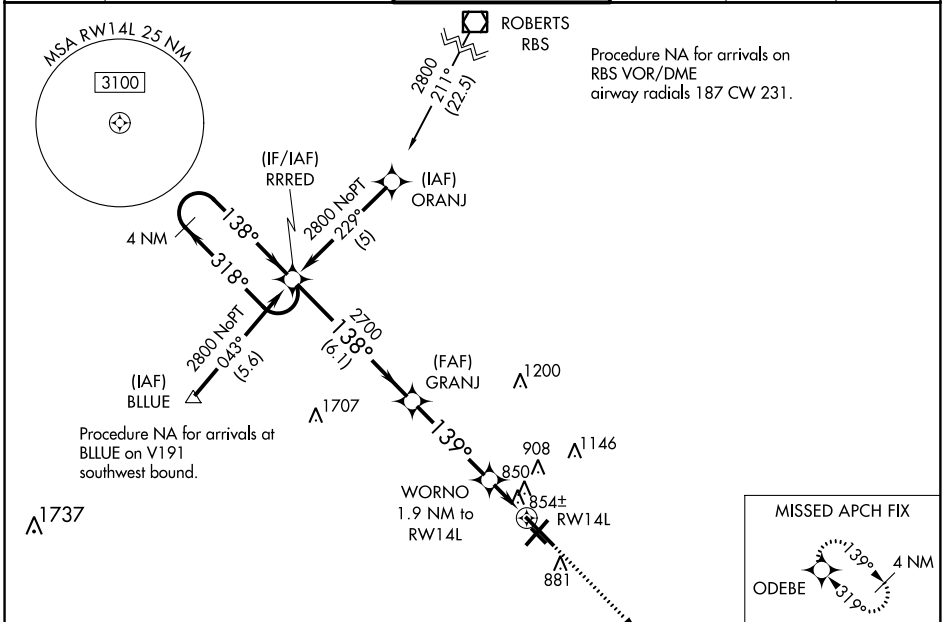 MSA RW14L 25 NM
3100
ROBERTS
RBS
Procedure NA for arrivals on
RBS VOR/DME
airway radials 187 CW 231.
2800
211°
(22.5)
(IF/IAF)
RRRED
(IAF)
ORANJ
2800 NoPT
229°
(5)
138°
4 NM
318°
2800 NoPT
043°
(5.6)
2700
138°
(6.1)
(IAF)
BLLUE
(FAF)
GRANJ
1200
1707
Procedure NA for arrivals at
BLLUE on V191
southwest bound.
139°
908
1146
850
854±
WORNO
1.9 NM to
RW14L
RW14L
1737
881
MISSED APCH FIX
139°
4 NM
ODEBE
319°